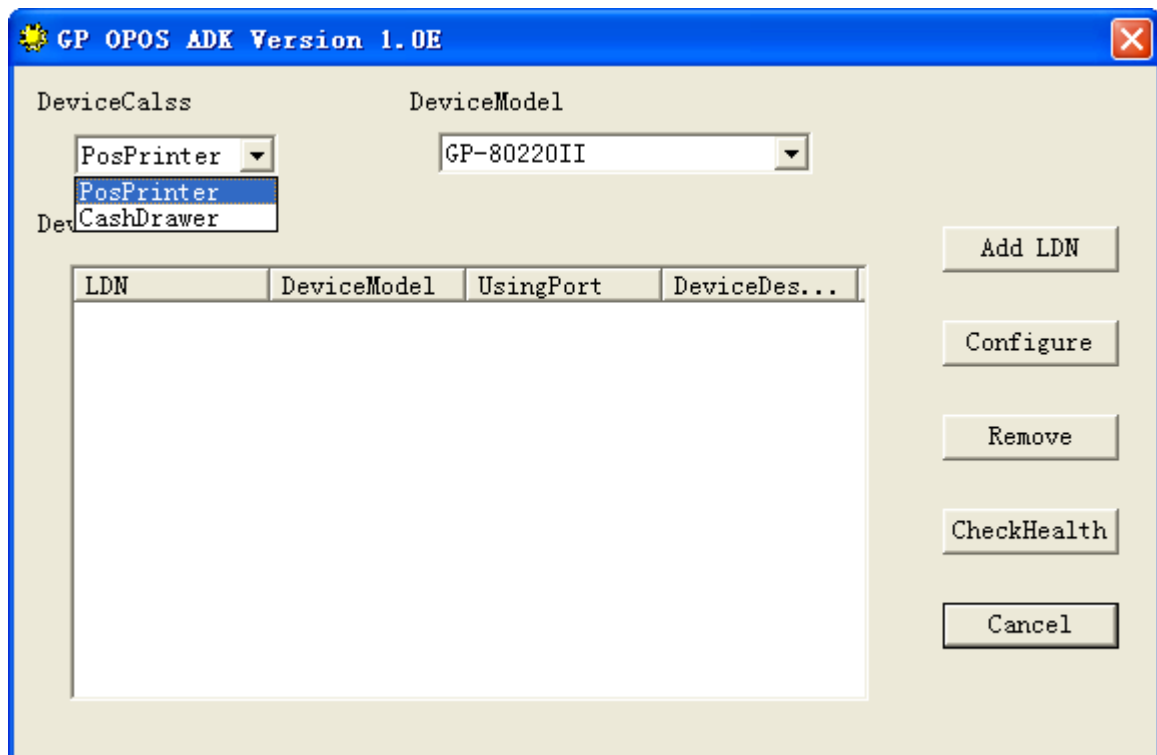 GP OPOS ADK Version 1.0E
DeviceCalss DeviceModel
PosPrinter GP-80220II
PosPrinter
CashDrawer
Add LDN
LDN DeviceModel UsingPort DeviceDes...
Configure
Remove
CheckHealth
Cancel